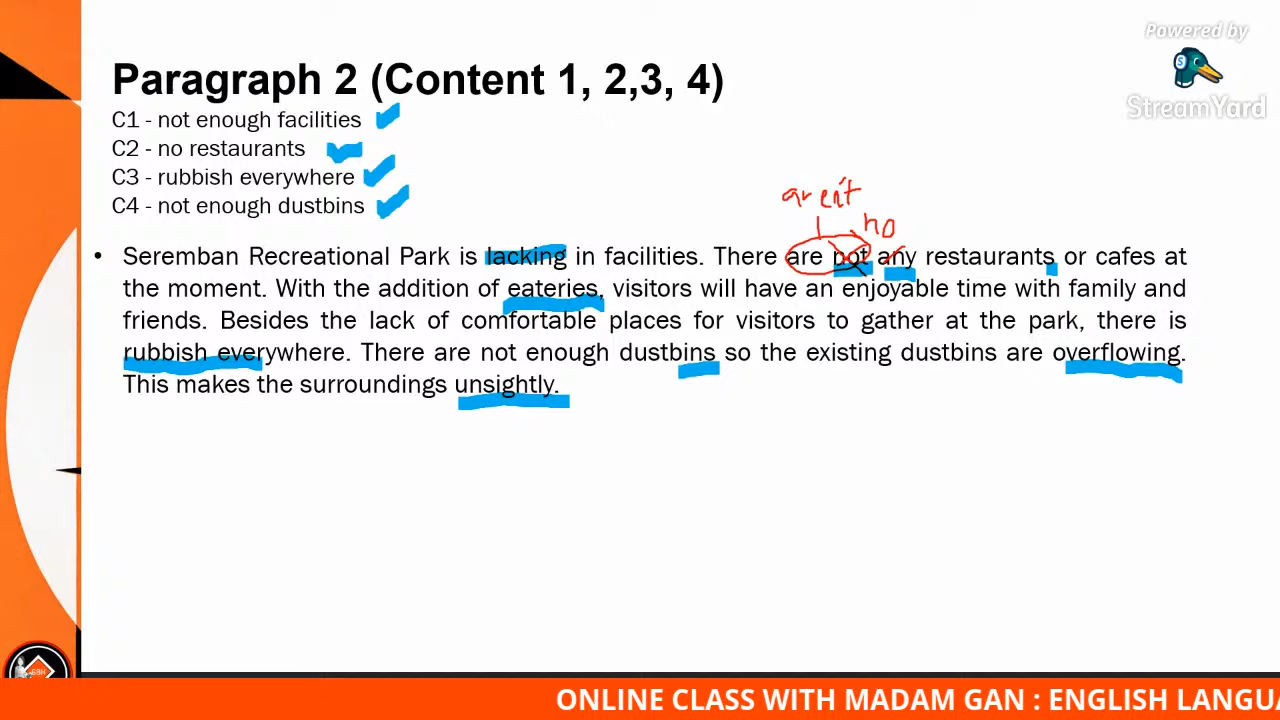 Powered by
StreamYard
Paragraph 2 (Content 1, 2,3, 4)
C1 - not enough facilities
C2 - no restaurants
C3 - rubbish everywhere
C4 - not enough dustbins
aren't
no
• Seremban Recreational Park is lacking in facilities. There are not any restaurants or cafes at
the moment. With the addition of eateries, visitors will have an enjoyable time with family and
friends. Besides the lack of comfortable places for visitors to gather at the park, there is
rubbish everywhere. There are not enough dustbins so the existing dustbins are overflowing.
This makes the surroundings unsightly.
ONLINE CLASS WITH MADAM GAN : ENGLISH LANGUA